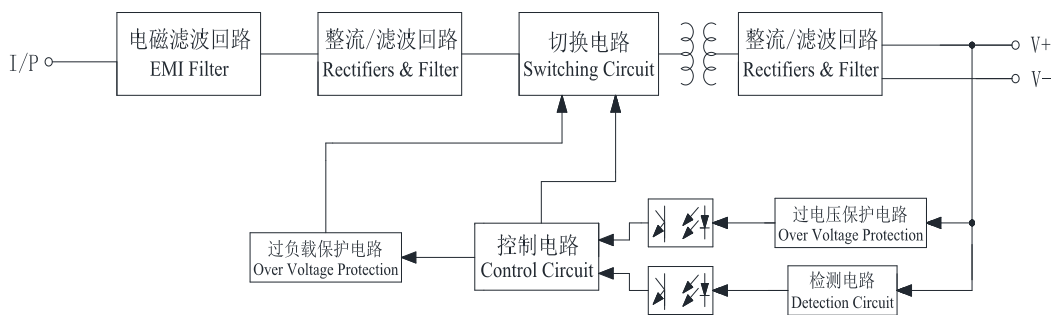 I/P
电磁滤波回路
EMI Filter
整流/滤波回路
Rectifiers & Filter
切换电路
Switching Circuit
整流/滤波回路
Rectifiers & Filter
V+
V-
过负载保护电路
Over Voltage Protection
控制电路
Control Circuit
过电压保护电路
Over Voltage Protection
检测电路
Detection Circuit